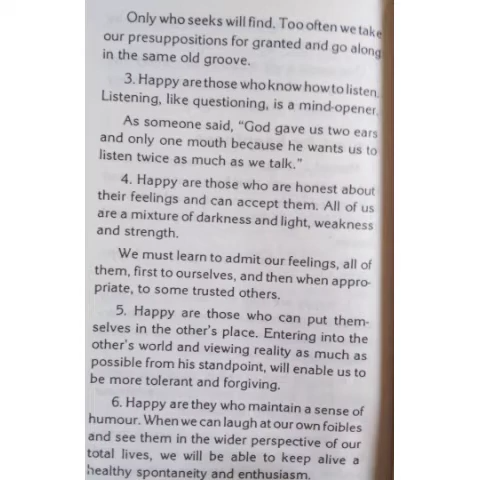 Only who seeks will find. Too often we take
our presuppositions for granted and go along
in the same old groove.
3. Happy are those who know how to listen.
Listening, like questioning, is a mind-opener.
As someone said, "God gave us two ears
and only one mouth because he wants us to
listen twice as much as we talk."
4. Happy are those who are honest about
their feelings and can accept them. All of us
are a mixture of darkness and light, weakness
and strength.
We must learn to admit our feelings, all of
them, first to ourselves, and then when appro-
priate, to some trusted others.
5. Happy are those who can put them-
selves in the other's place. Entering into the
other's world and viewing reality as much as
possible from his standpoint, will enable us to
be more tolerant and forgiving.
6. Happy are they who maintain a sense of
humour. When we can laugh at our own foibles
and see them in the wider perspective of our
total lives, we will be able to keep alive a
healthy spontaneity and enthusiasm.